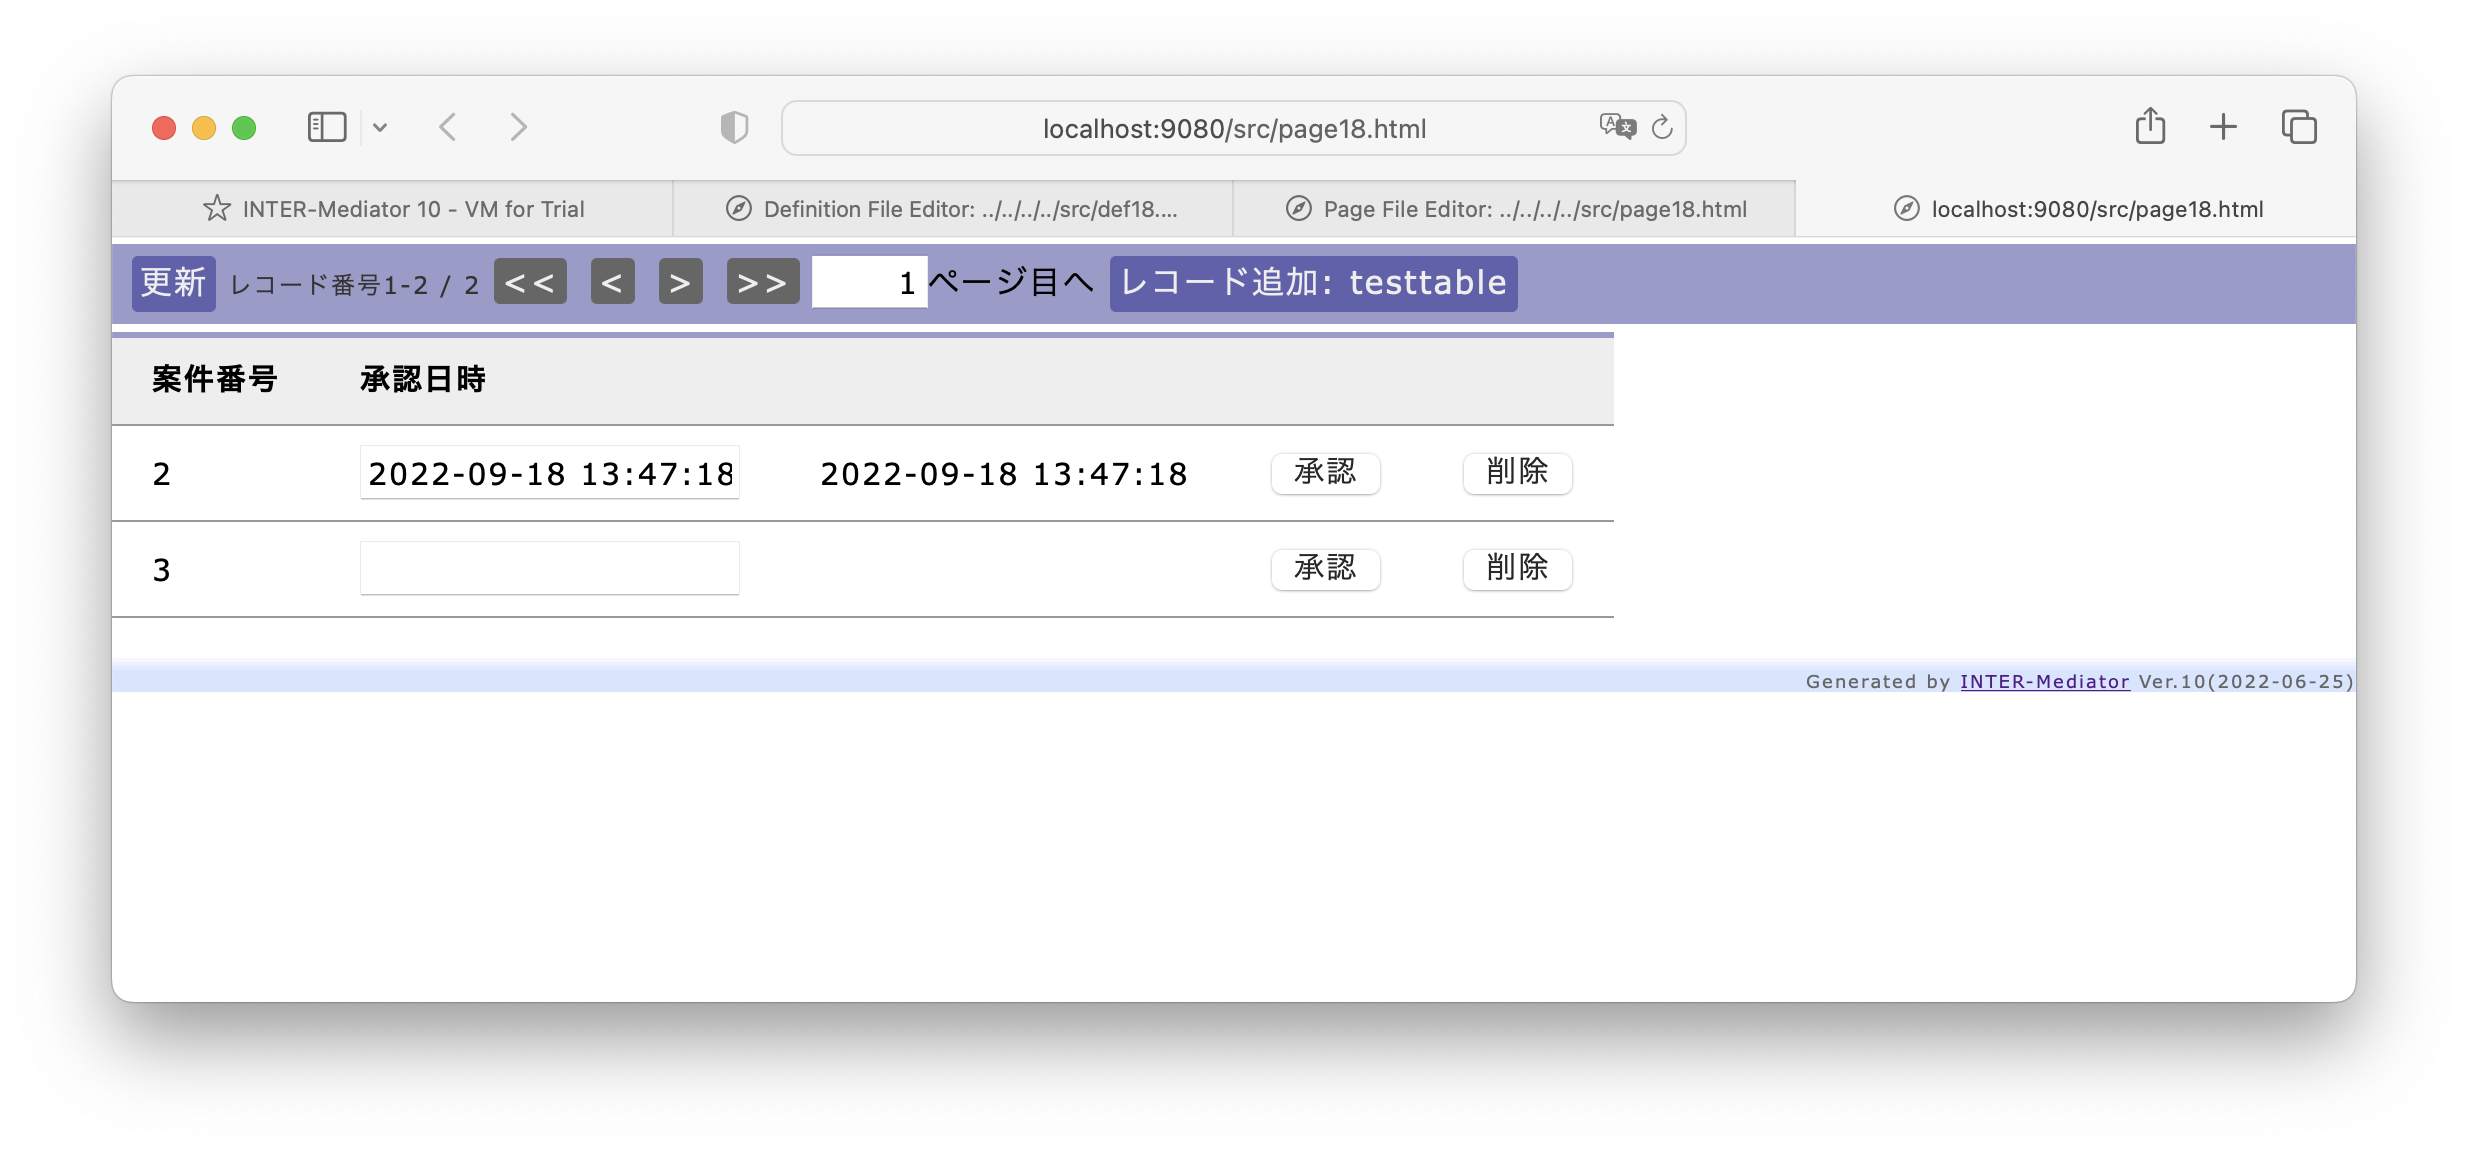 localhost:9080/src/page18.html
INTER-Mediator 10 - VM for Trial
Definition File Editor: ../../../../src/def18....
Page File Editor: ../../../../src/page18.html
localhost:9080/src/page18.html
更新 レコード番号1-2 / 2 << < > >> 1 ページ目へ レコード追加: testtable
案件番号 承認日時
2 2022-09-18 13:47:18 2022-09-18 13:47:18 承認 削除
3 承認 削除
Generated by INTER-Mediator Ver.10(2022-06-25)